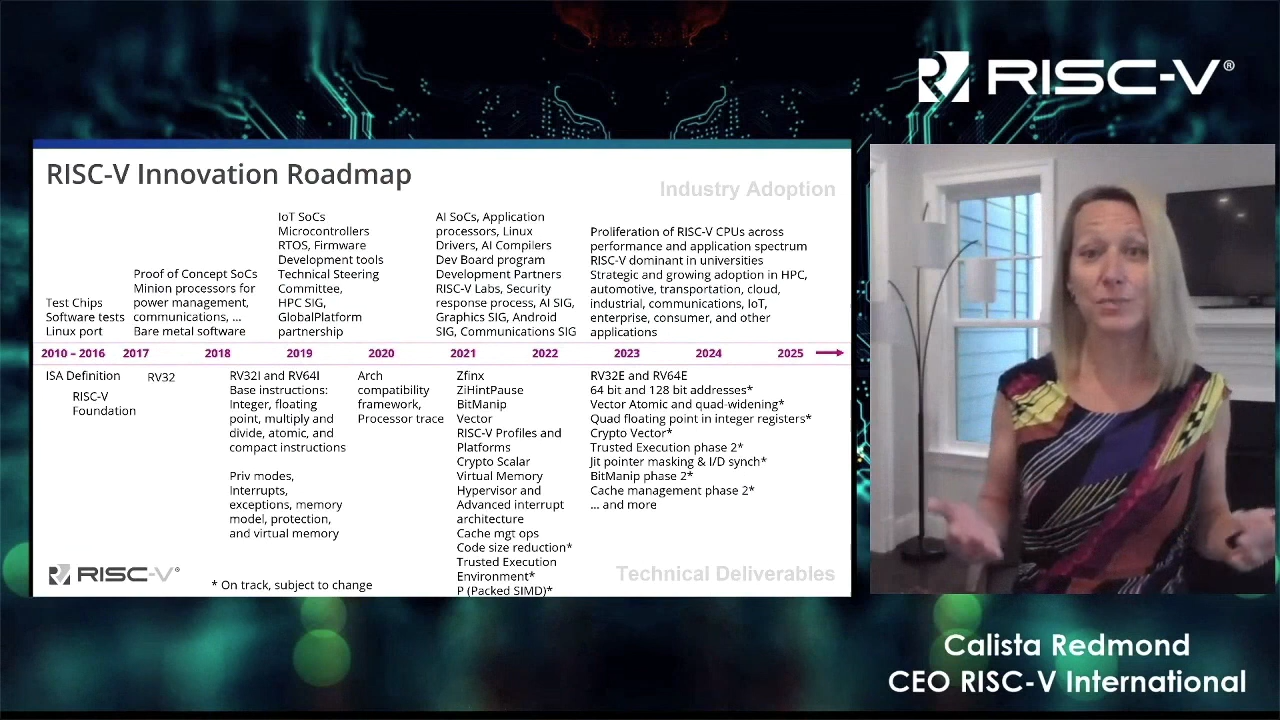 RISC-V®
RISC-V Innovation Roadmap
Industry Adoption
Test Chips
Software tests
Linux port
Proof of Concept SoCs
Minion processors for
power management,
communications, ...
Bare metal software
IoT SoCs
Microcontrollers
RTOS, Firmware
Development tools
Technical Steering
Committee,
HPC SIG,
GlobalPlatform
partnership
AI SoCs, Application
processors, Linux
Drivers, AI Compilers
Dev Board program
Development Partners
RISC-V Labs, Security
response process, AI SIG,
Graphics SIG, Android
SIG, Communications SIG
Proliferation of RISC-V CPUs across
performance and application spectrum
RISC-V dominant in universities
Strategic and growing adoption in HPC,
automotive, transportation, cloud,
industrial, communications, IoT,
enterprise, consumer, and other
applications
2010 – 2016 2017 2018 2019 2020 2021 2022 2023 2024 2025
ISA Definition
RISC-V
Foundation
RV32
RV32I and RV64I
Base instructions:
Integer, floating
point, multiply and
divide, atomic, and
compact instructions
Priv modes,
Interrupts,
exceptions, memory
model, protection,
and virtual memory
Arch
compatibility
framework,
Processor trace
Zfinx
ZiHintPause
BitManip
Vector
RISC-V Profiles and
Platforms
Crypto Scalar
Virtual Memory
Hypervisor and
Advanced interrupt
architecture
Cache mgt ops
Code size reduction*
Trusted Execution
Environment*
P (Packed SIMD)*
RV32E and RV64E
64 bit and 128 bit addresses*
Vector Atomic and quad-widening*
Quad floating point in integer registers*
Crypto Vector*
Trusted Execution phase 2*
Jit pointer masking & I/D synch*
BitManip phase 2*
Cache management phase 2*
... and more
RISC-V®
* On track, subject to change
Technical Deliverables
Calista Redmond
CEO RISC-V International